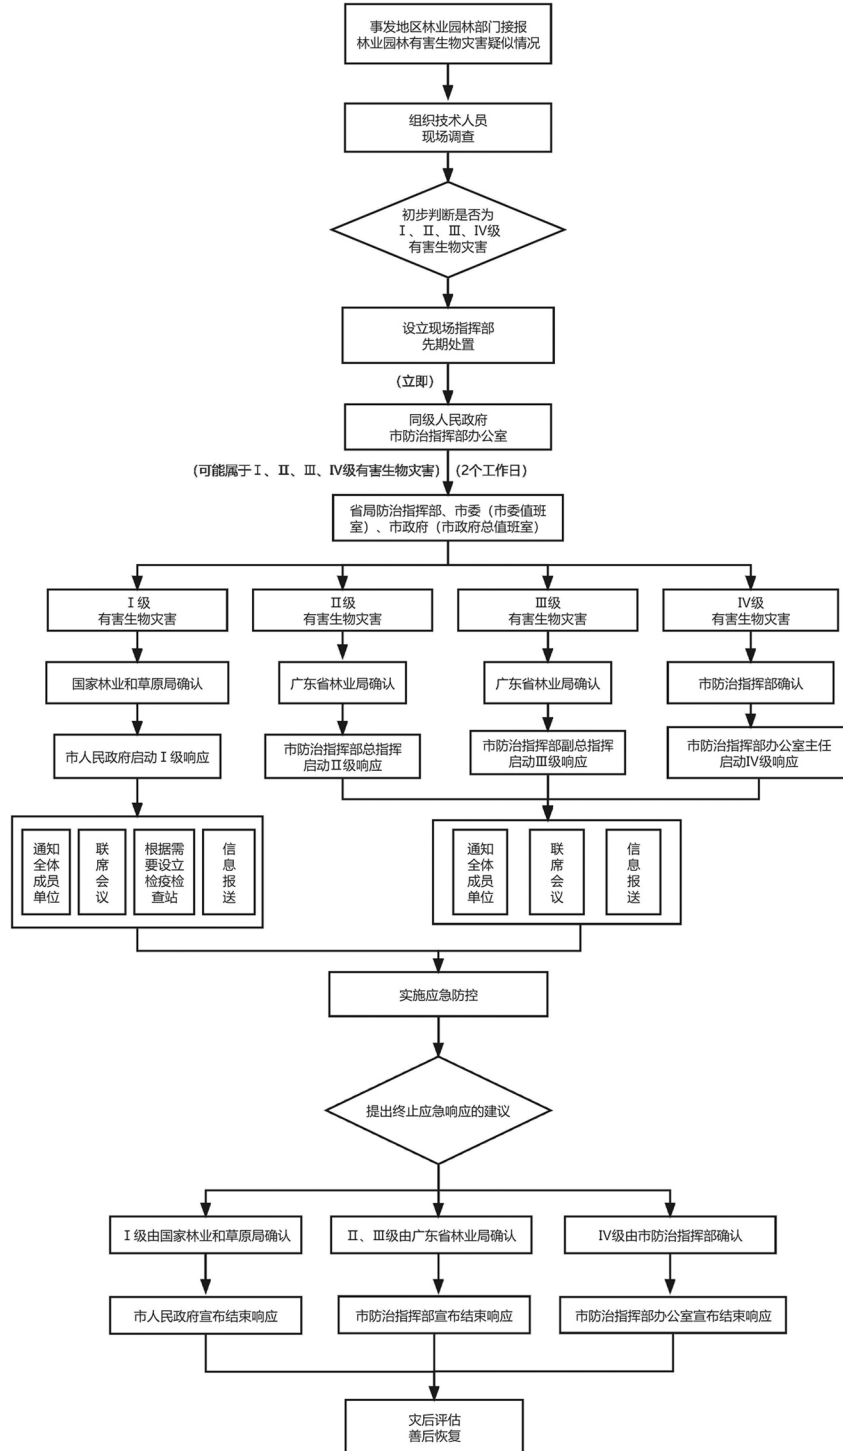 事发地区林业园林部门接报
林业园林有害生物灾害疑似情况
组织技术人员
现场调查
初步判断是否为
Ⅰ、Ⅱ、Ⅲ、Ⅳ级
有害生物灾害
设立现场指挥部
先期处置
（立即）
同级人民政府
市防治指挥部办公室
（可能属于Ⅰ、Ⅱ、Ⅲ、Ⅳ级有害生物灾害）（2个工作日）
省局防治指挥部、市委（市委值班
室）、市政府（市政府总值班室）
Ⅰ级
有害生物灾害
Ⅱ级
有害生物灾害
Ⅲ级
有害生物灾害
Ⅳ级
有害生物灾害
国家林业和草原局确认
广东省林业局确认
广东省林业局确认
市防治指挥部确认
市人民政府启动Ⅰ级响应
市防治指挥部总指挥
启动Ⅱ级响应
市防治指挥部副总指挥
启动Ⅲ级响应
市防治指挥部办公室主任
启动Ⅳ级响应
通知
全体
成员
单位
联
席
会
议
根据需
要设立
检疫检
查站
信
息
报
送
通知
全体
成员
单位
联
席
会
议
信
息
报
送
实施应急防控
提出终止应急响应的建议
Ⅰ级由国家林业和草原局确认
Ⅱ、Ⅲ级由广东省林业局确认
Ⅳ级由市防治指挥部确认
市人民政府宣布结束响应
市防治指挥部宣布结束响应
市防治指挥部办公室宣布结束响应
灾后评估
善后恢复